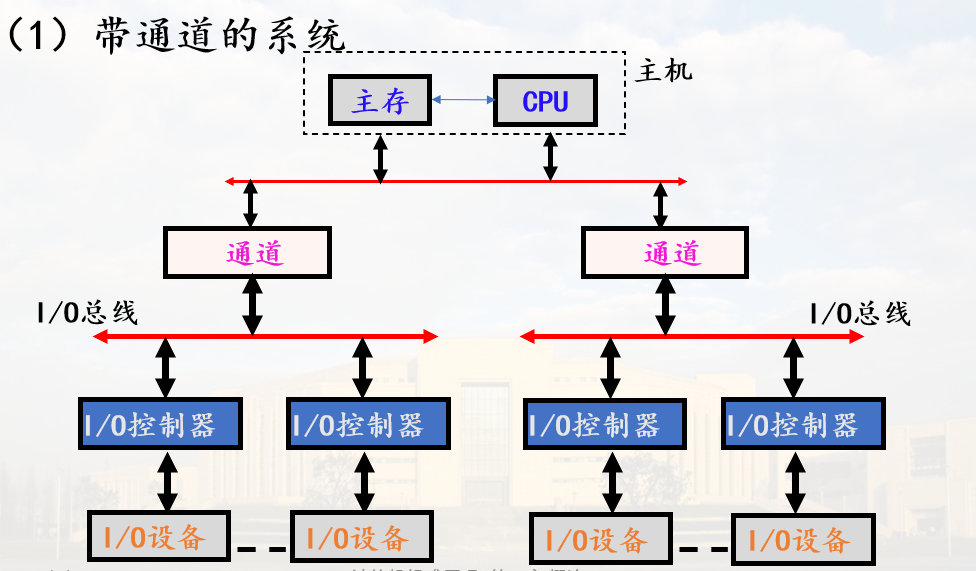 （1）带通道的系统
主机
主存 CPU
通道 通道
I/O总线 I/O总线
I/O控制器 I/O控制器 I/O控制器 I/O控制器
I/O设备 I/O设备 I/O设备 I/O设备